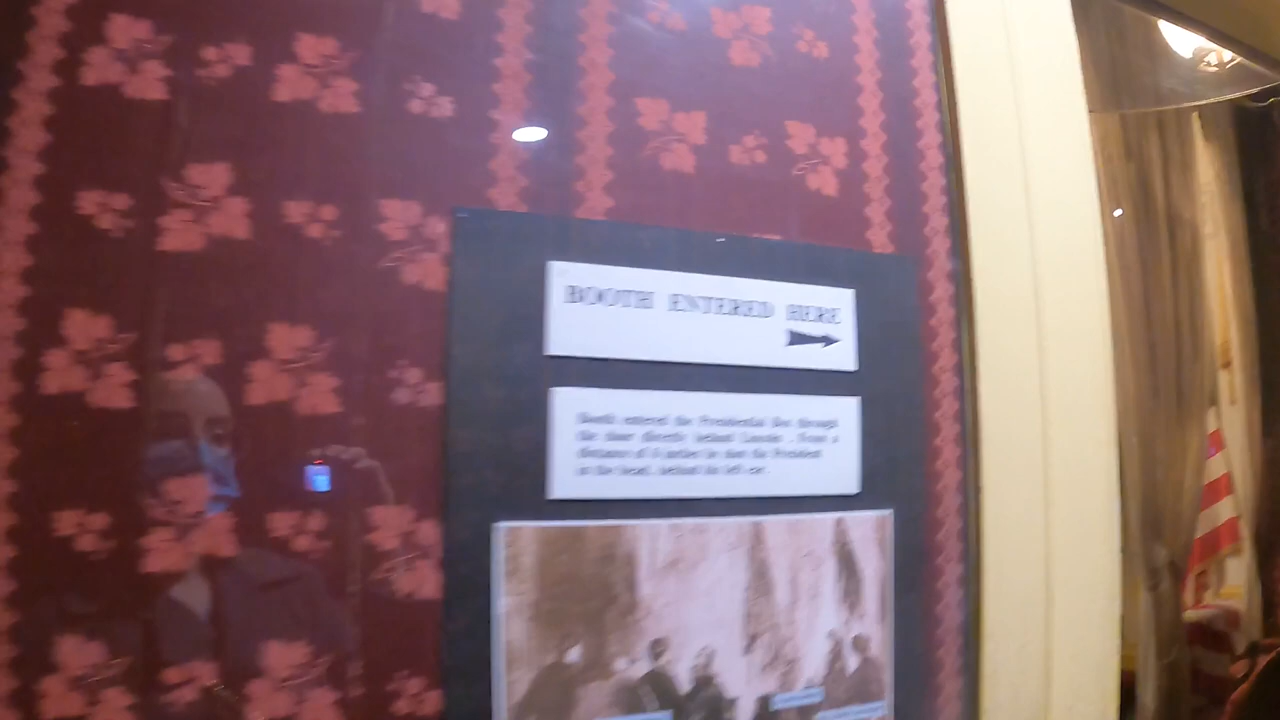 BOOTH ENTERED HERE
Booth entered the Presidential Box through
the door directly behind Lincoln . From a
distance of 4 he shot the President
in the head, behind his left ear.